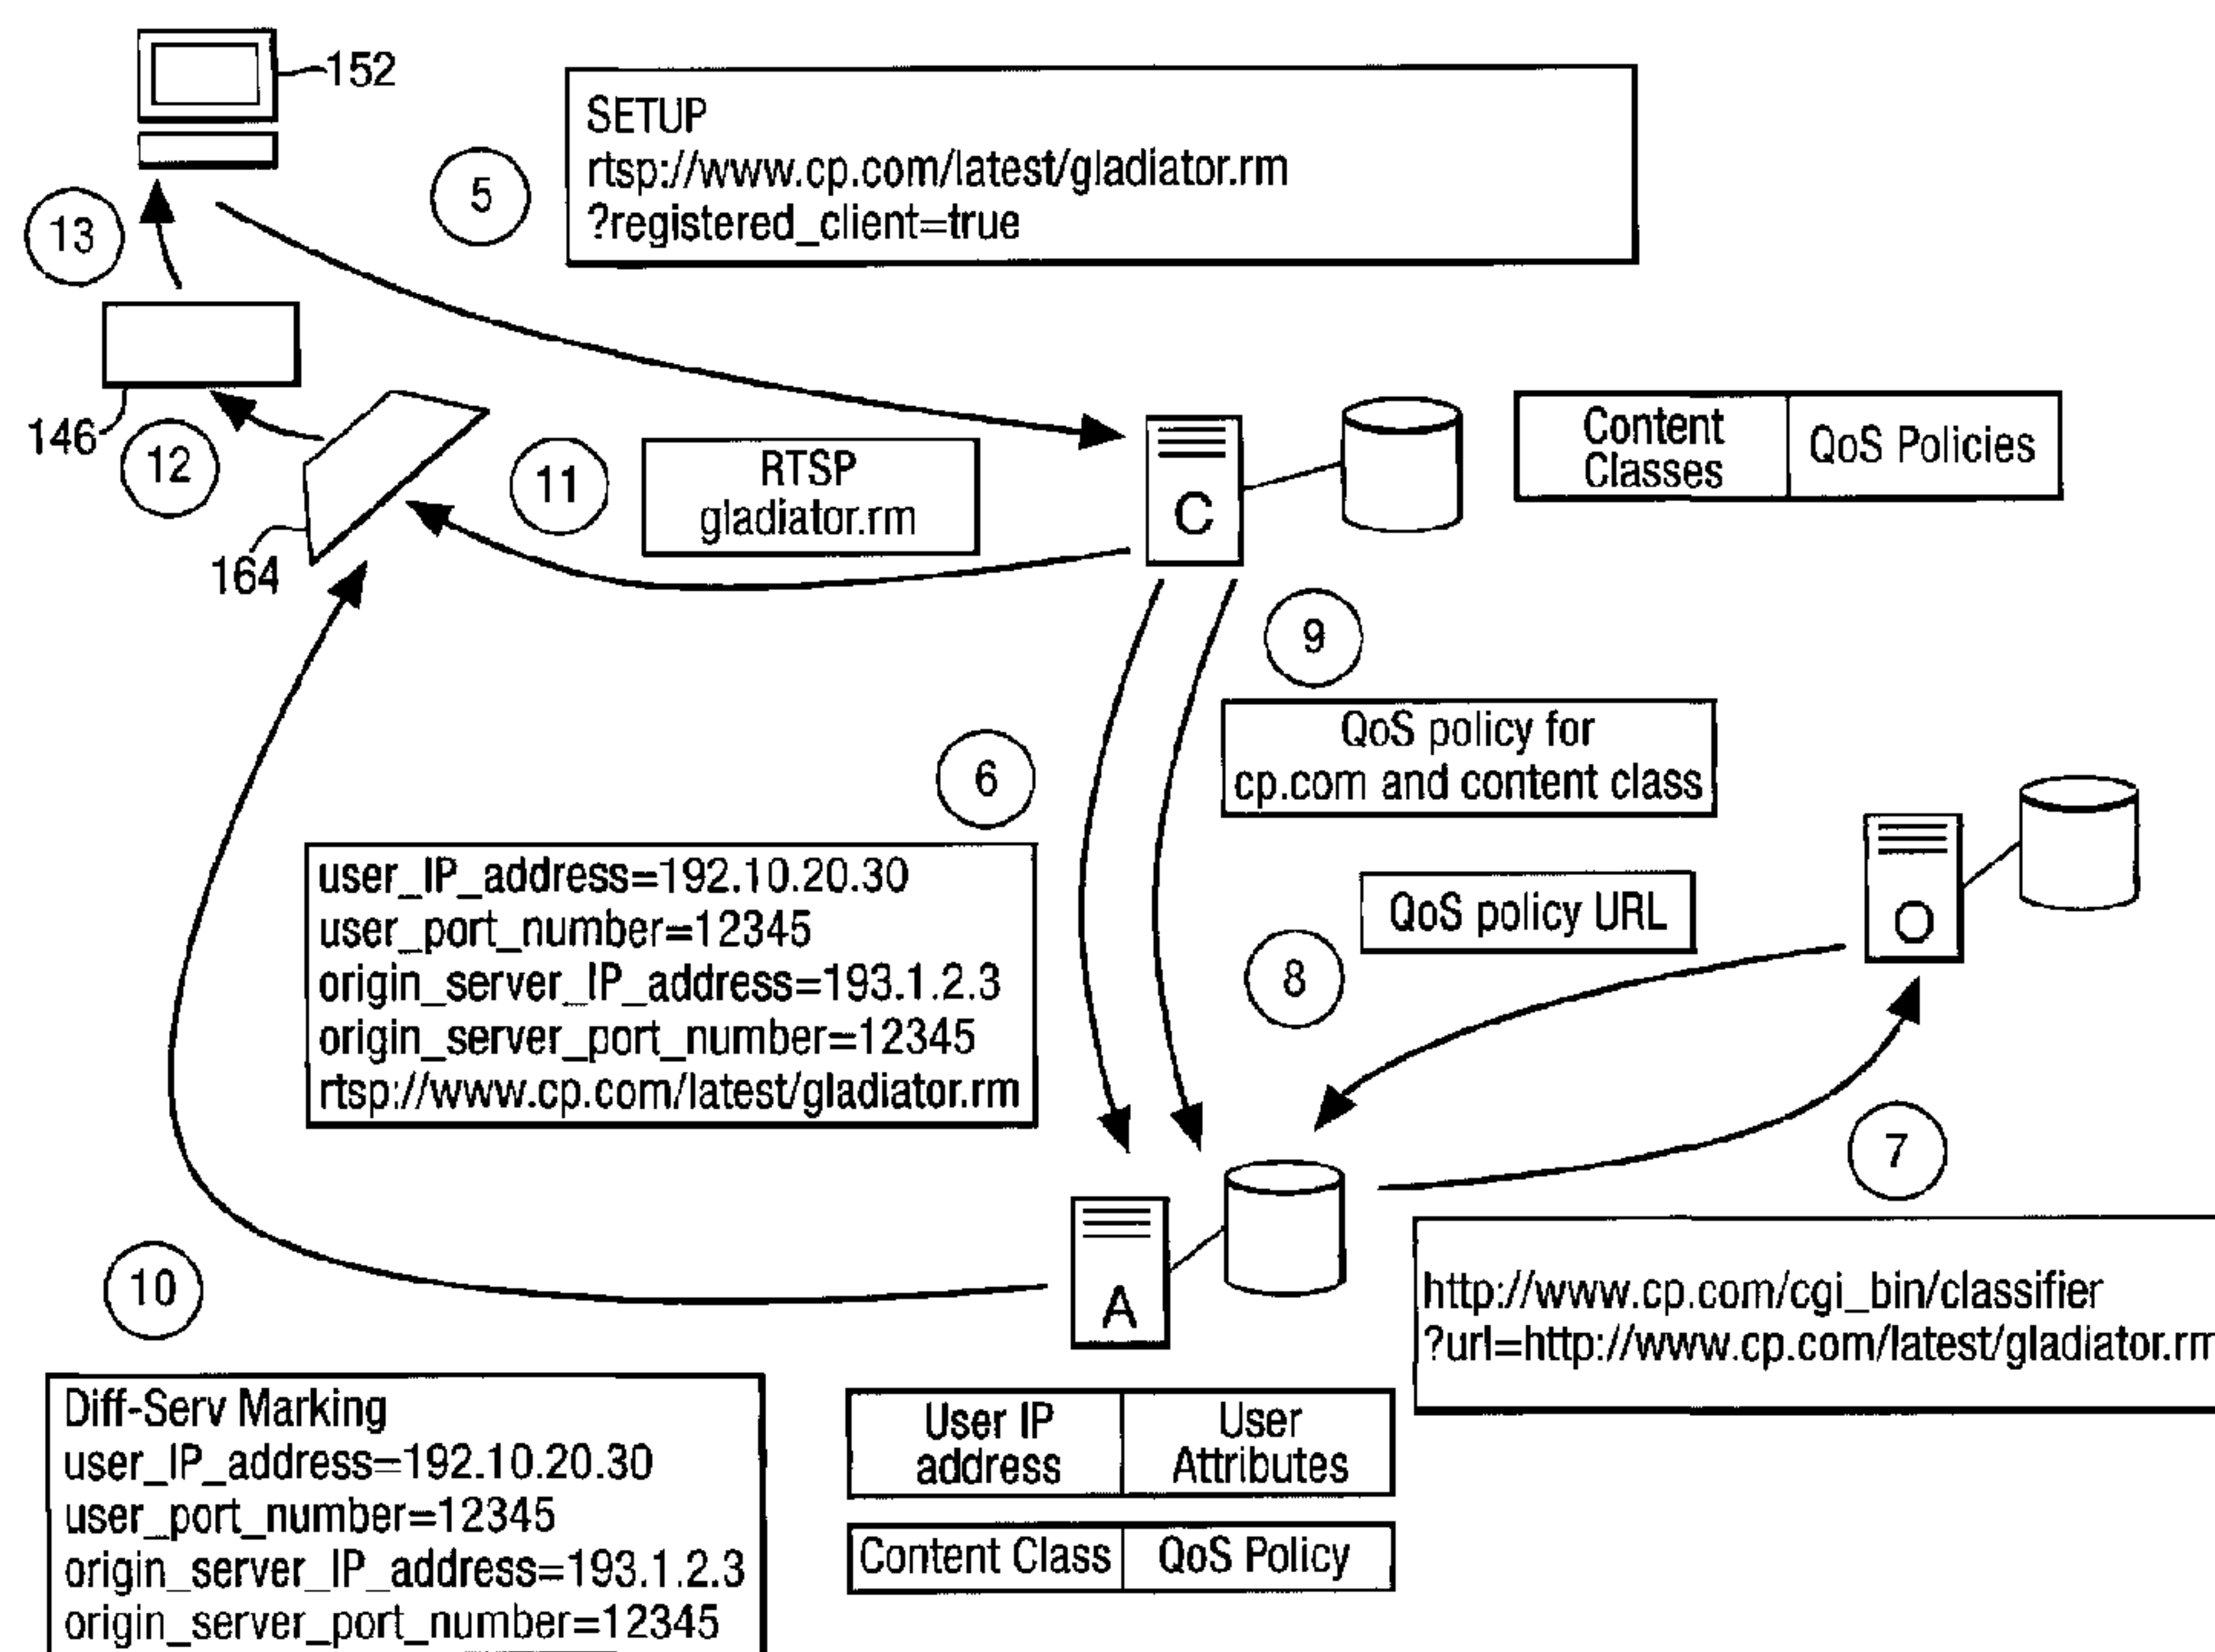 152
SETUP
rtsp://www.cp.com/latest/gladiator.rm
?registered_client=true
5
13
146
12
164
11
RTSP
gladiator.rm
C
Content
Classes
QoS Policies
9
QoS policy for
cp.com and content class
6
user_IP_address=192.10.20.30
user_port_number=12345
origin_server_IP_address=193.1.2.3
origin_server_port_number=12345
rtsp://www.cp.com/latest/gladiator.rm
QoS policy URL
8
O
7
http://www.cp.com/cgi_bin/classifier
?url=http://www.cp.com/latest/gladiator.rm
A
10
Diff-Serv Marking
user_IP_address=192.10.20.30
user_port_number=12345
origin_server_IP_address=193.1.2.3
origin_server_port_number=12345
User IP
address
User
Attributes
Content Class
QoS Policy